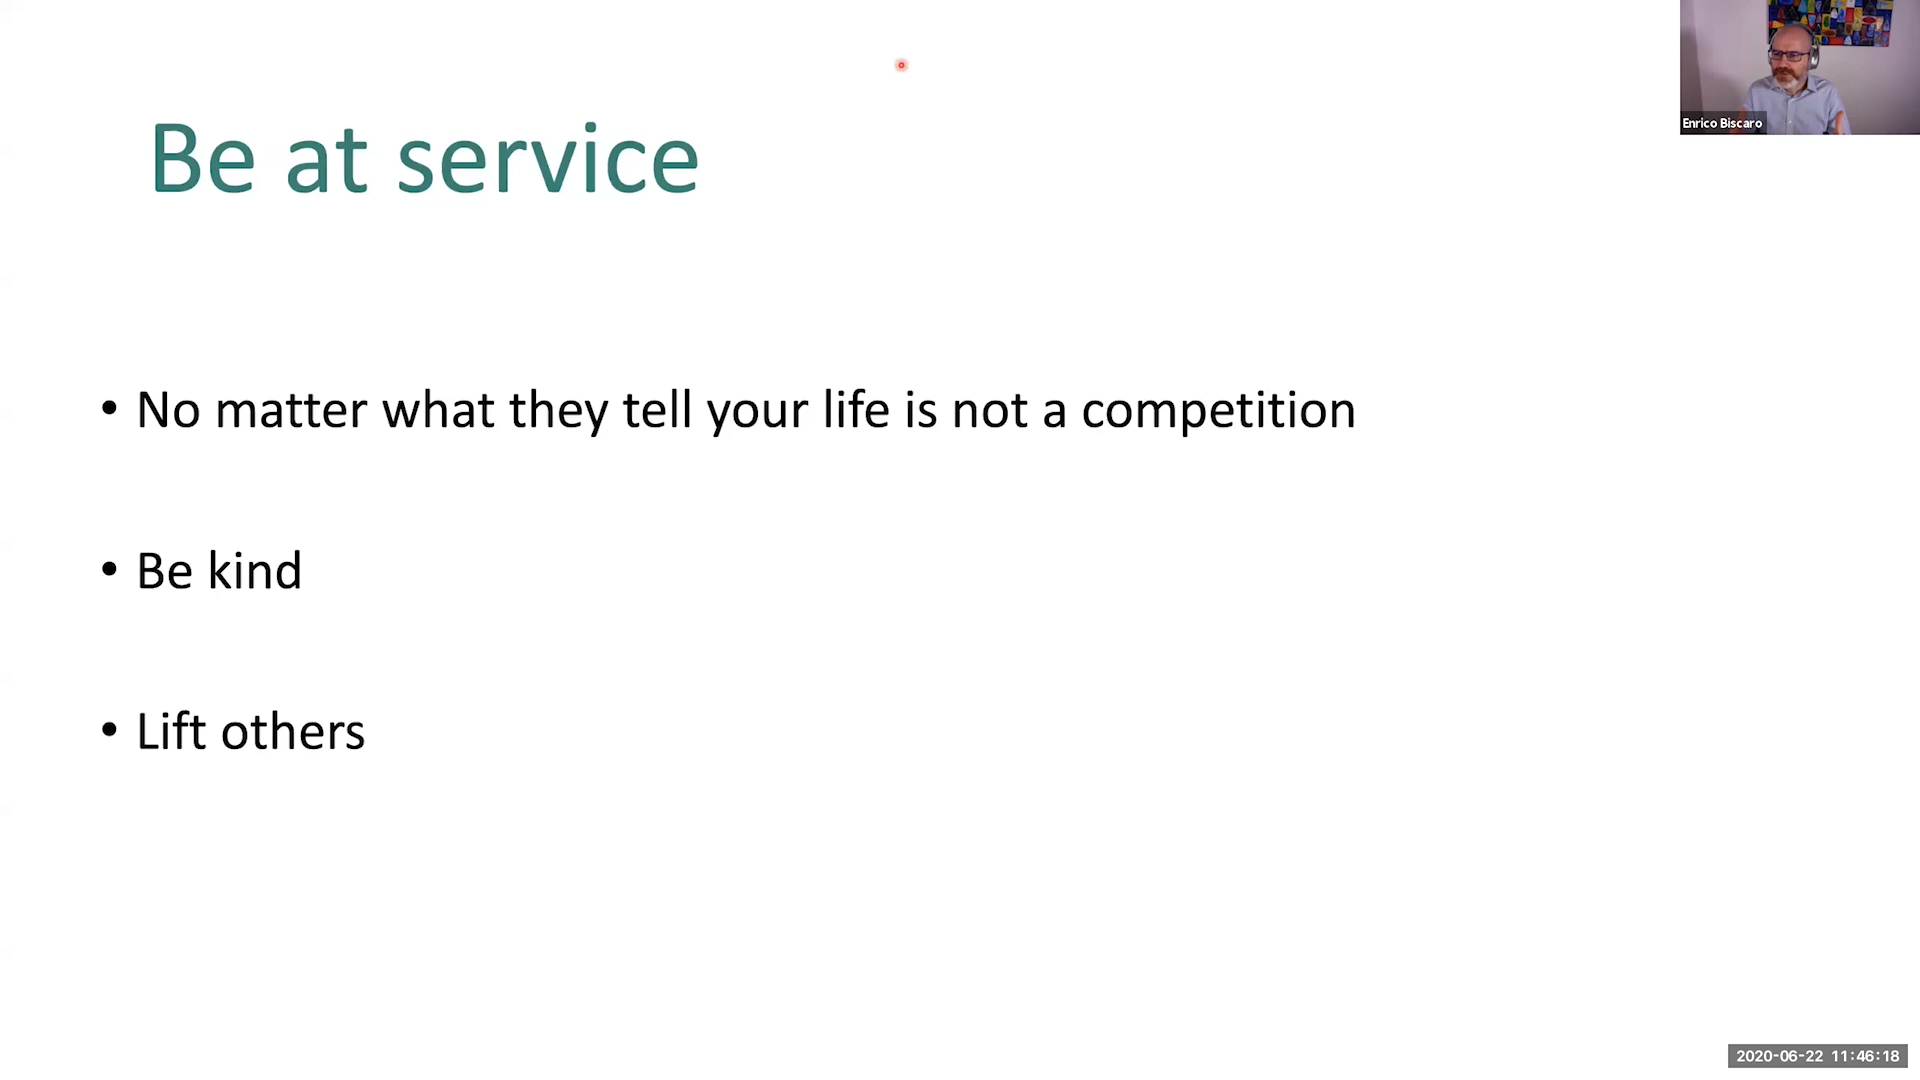 Be at service
• No matter what they tell your life is not a competition
• Be kind
• Lift others
Enrico Biscaro
2020-06-22 11:46:18